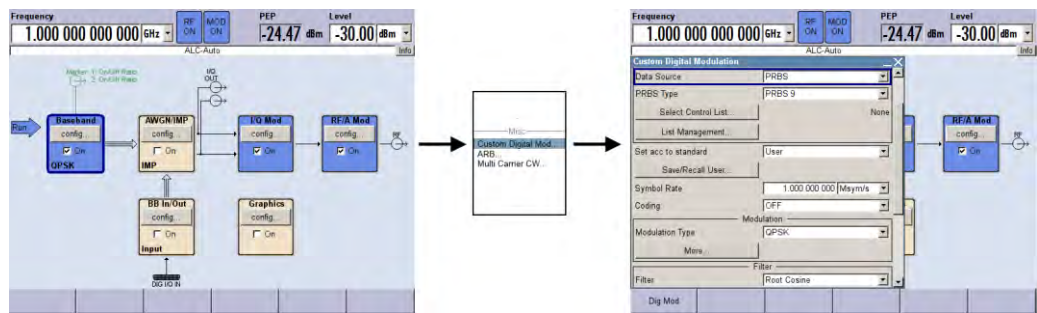 Frequency
RF
ON
MOD
ON
PEP
Level
1.000 000 000 000 GHz
-24.47 dBm
-30.00 dBm
ALC-Auto
Info
I/Q
OUT
Run
Baseband
config...
On
QPSK
AWGN/IMP
config...
On
IMP
I/Q Mod
config...
On
RF/A Mod
config...
On
RF
BB In/Out
config...
On
Input
Graphics
config...
On
DIG I/Q IN
Misc
Custom Digital Mod...
ARB...
Multi Carrier CW...
Frequency
RF
ON
MOD
ON
PEP
Level
1.000 000 000 000 GHz
-24.47 dBm
-30.00 dBm
ALC-Auto
Info
Custom Digital Modulation
Data Source
PRBS
PRBS Type
PRBS 9
Select Control List...
None
List Management...
Set acc to standard
User
Save/Recall User...
Symbol Rate
1.000 000 000 Msym/s
Coding
OFF
Modulation
Modulation Type
QPSK
More...
Filter
Filter
Root Cosine
RF/A Mod
config...
On
RF
Dig Mod